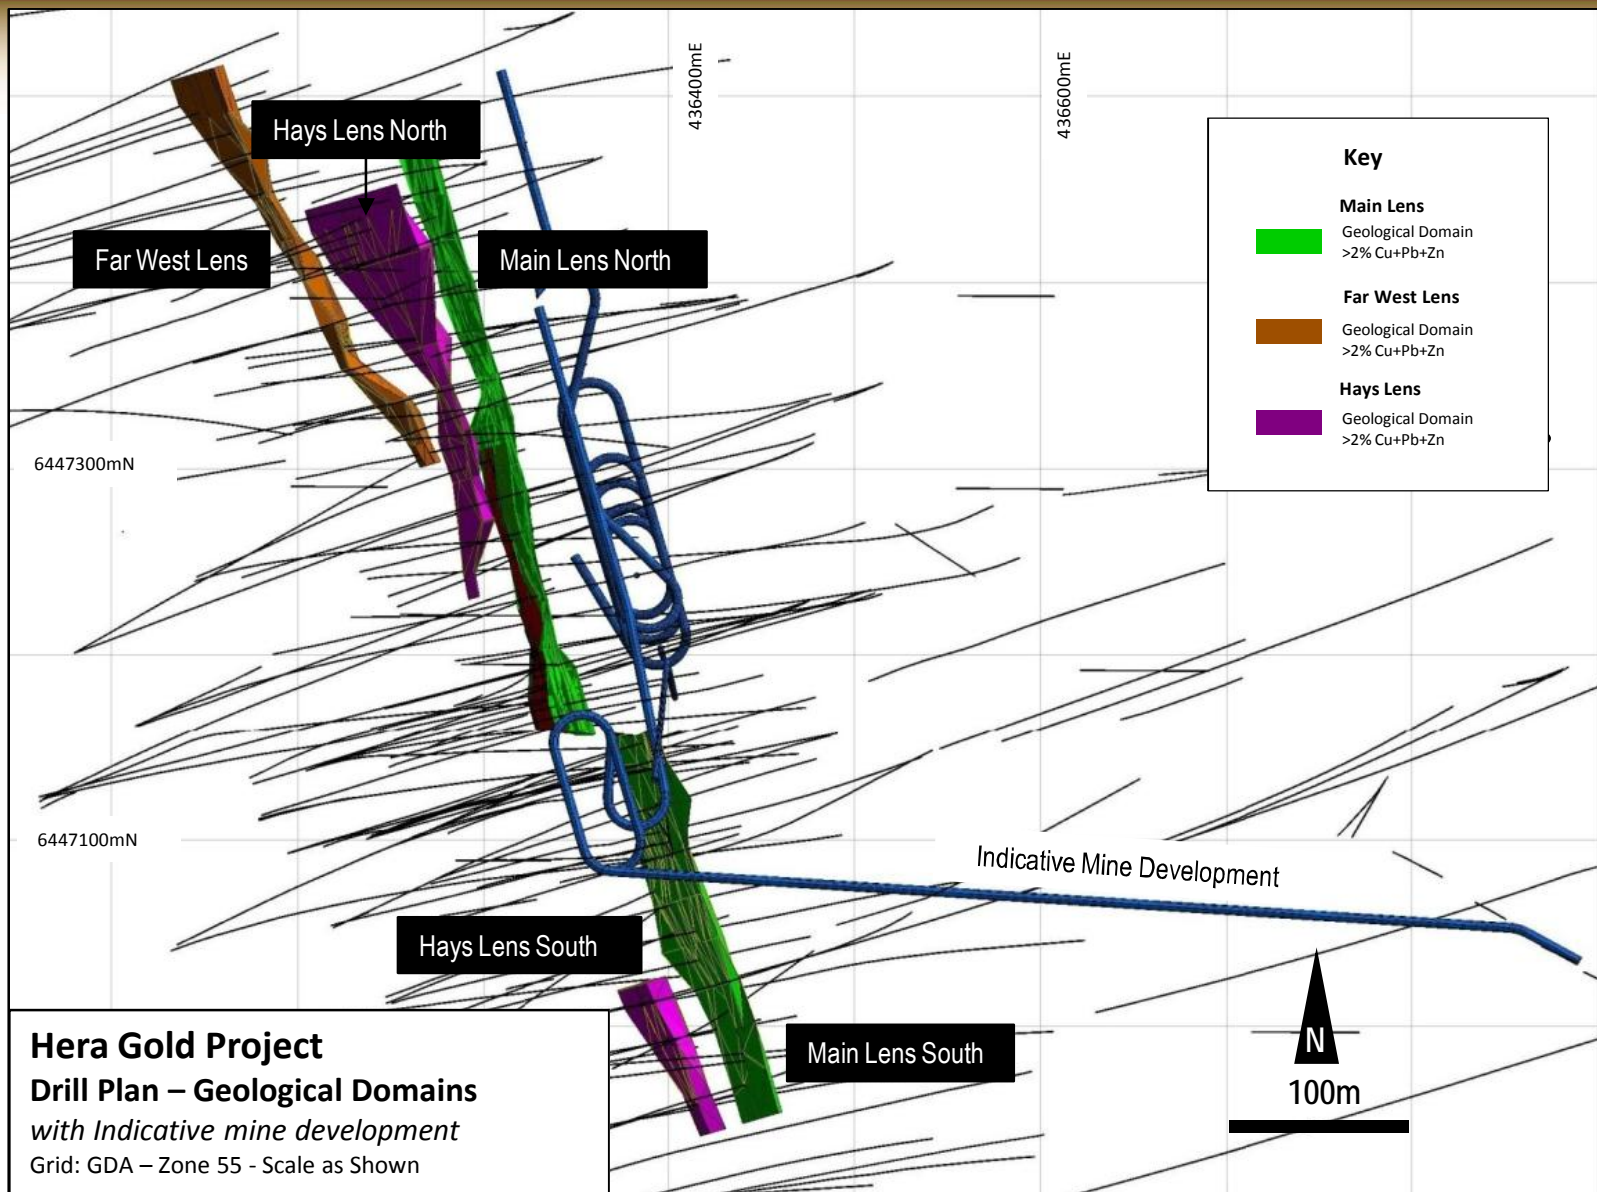 436400mE
436600mE
Hays Lens North
Far West Lens
Main Lens North
Key
Main Lens
Geological Domain
>2% Cu+Pb+Zn
Far West Lens
Geological Domain
>2% Cu+Pb+Zn
Hays Lens
Geological Domain
>2% Cu+Pb+Zn
6447300mN
6447100mN
Indicative Mine Development
Hays Lens South
Main Lens South
N
100m
Hera Gold Project
Drill Plan – Geological Domains
with Indicative mine development
Grid: GDA – Zone 55 - Scale as Shown